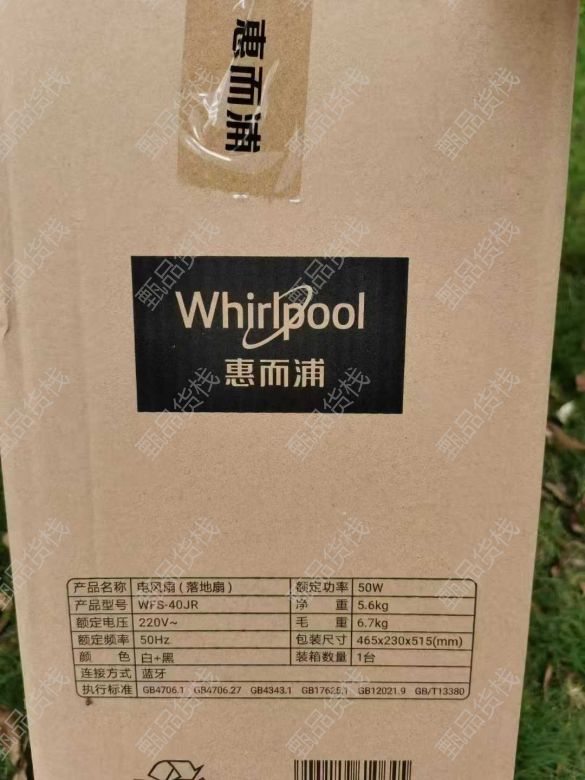 惠而浦
Whirlpool
惠而浦
产品名称 电风扇(落地扇) 额定功率 50W
产品型号 WFS-40JR 净 重 5.6kg
额定电压 220V~ 毛 重 6.7kg
额定频率 50Hz 包装尺寸 465x230x515(mm)
颜 色 白+黑 装箱数量 1台
连接方式 蓝牙
执行标准 GB4706.1 GB4706.27 GB4343.1 GB17625.1 GB12021.9 GB/T13380
甄品货栈